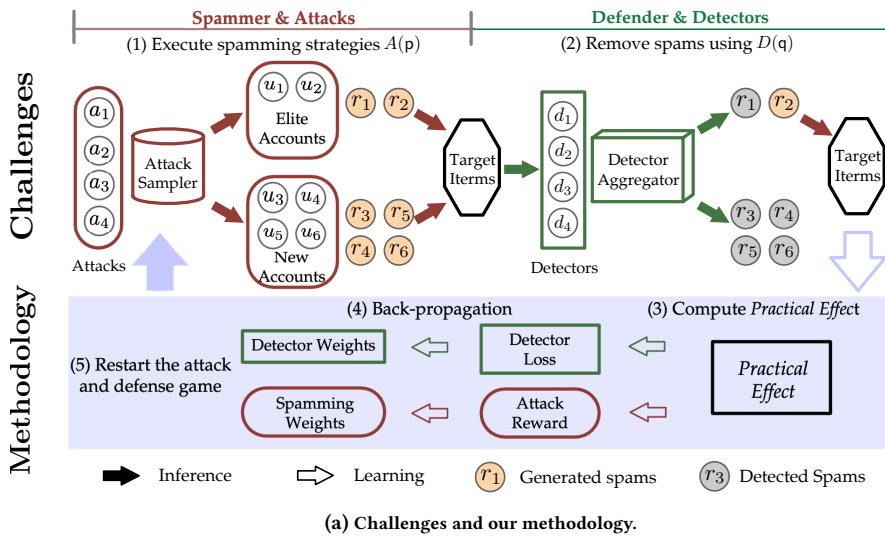 Spammer & Attacks
Defender & Detectors
(1) Execute spamming strategies A(p)
(2) Remove spams using D(q)
Challenges
a1
a2
a3
a4
Attacks
Attack
Sampler
u1 u2
Elite
Accounts
r1 r2
u3 u4
u5 u6
New
Accounts
r3 r5
r4 r6
Target
Iterms
d1
d2
d3
d4
Detectors
Detector
Aggregator
r1 r2
r3 r4
r5 r6
Target
Iterms
Methodology
(4) Back-propagation
(3) Compute Practical Effect
(5) Restart the attack
and defense game
Detector Weights
Detector
Loss
Practical
Effect
Spamming
Weights
Attack
Reward
Inference
Learning
r1 Generated spams
r3 Detected Spams
(a) Challenges and our methodology.